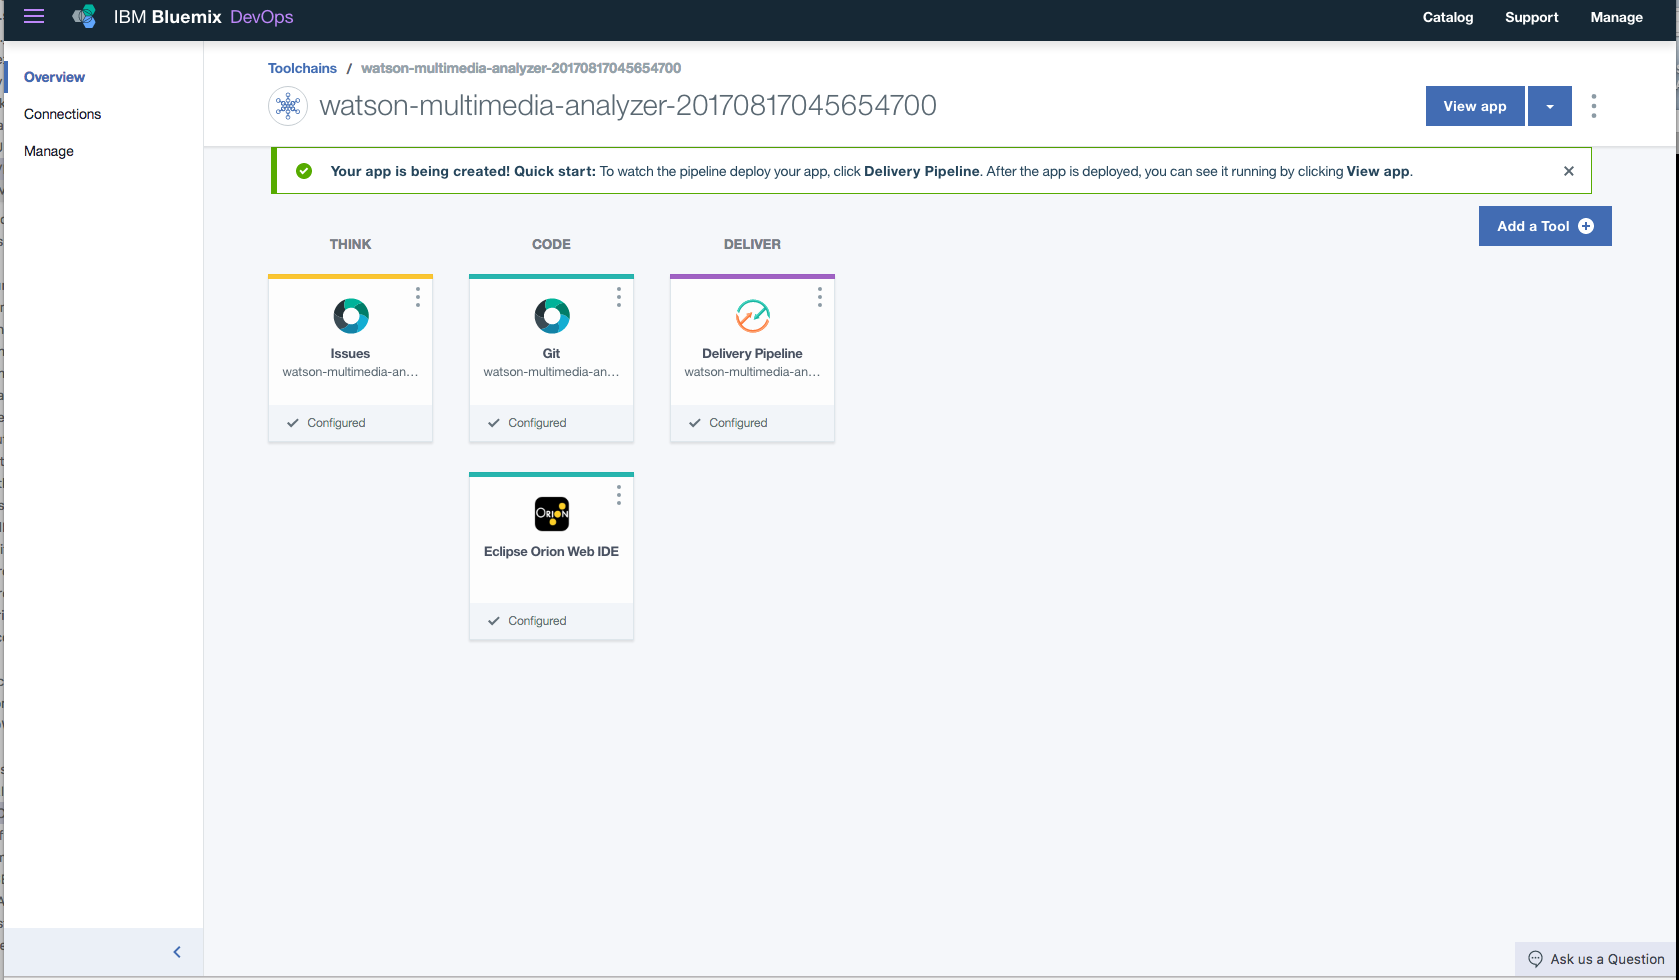 IBM Bluemix DevOps
Catalog Support Manage
Overview
Connections
Manage
Toolchains / watson-multimedia-analyzer-20170817045654700
watson-multimedia-analyzer-20170817045654700
View app
Your app is being created! Quick start: To watch the pipeline deploy your app, click Delivery Pipeline. After the app is deployed, you can see it running by clicking View app.
Add a Tool
THINK
CODE
DELIVER
Issues
watson-multimedia-an...
Configured
Git
watson-multimedia-an...
Configured
Delivery Pipeline
watson-multimedia-an...
Configured
ORION
Eclipse Orion Web IDE
Configured
Ask us a Question